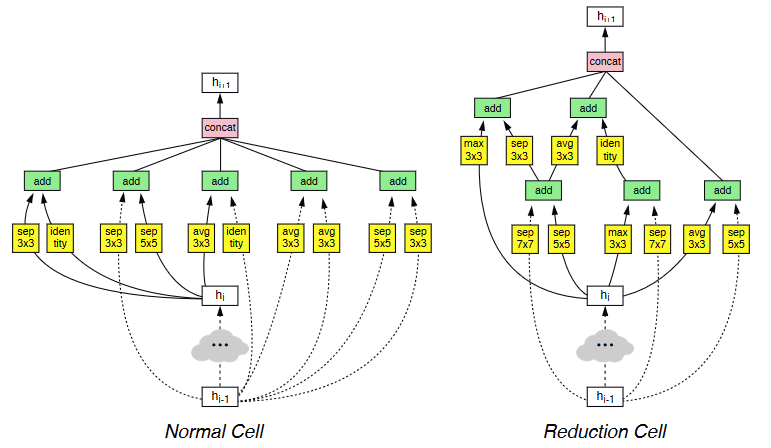 h_{i+1}
concat
add add add add add
sep 3x3
iden tity
sep 3x3
sep 5x5
avg 3x3
iden tity
avg 3x3
avg 3x3
sep 5x5
sep 3x3
h_i
...
h_{i-1}
Normal Cell
h_{i+1}
concat
add add
max 3x3
sep 3x3
avg 3x3
iden tity
add add add
sep 7x7
sep 5x5
max 3x3
sep 7x7
avg 3x3
sep 5x5
h_i
...
h_{i-1}
Reduction Cell